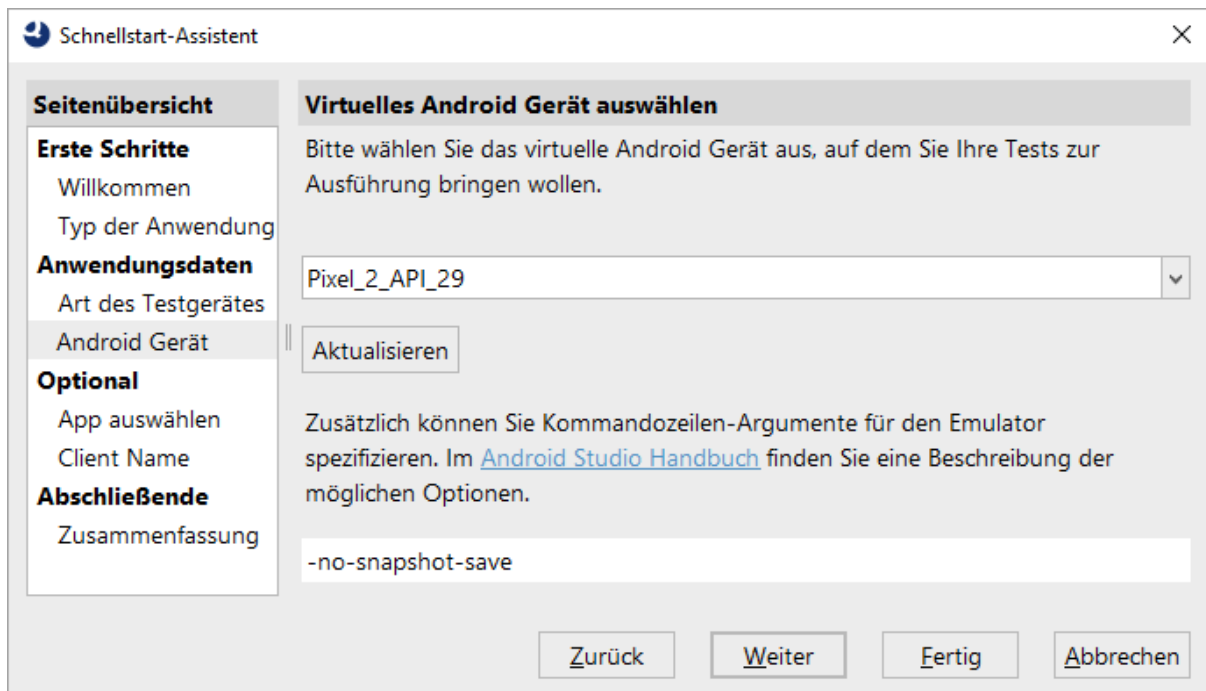 Schnellstart-Assistent
Seitenübersicht
Erste Schritte
Willkommen
Typ der Anwendung
Anwendungsdaten
Art des Testgerätes
Android Gerät
Optional
App auswählen
Client Name
Abschließende
Zusammenfassung
Virtuelles Android Gerät auswählen
Bitte wählen Sie das virtuelle Android Gerät aus, auf dem Sie Ihre Tests zur
Ausführung bringen wollen.
Pixel_2_API_29
Aktualisieren
Zusätzlich können Sie Kommandozeilen-Argumente für den Emulator
spezifizieren. Im Android Studio Handbuch finden Sie eine Beschreibung der
möglichen Optionen.
-no-snapshot-save
Zurück Weiter Fertig Abbrechen